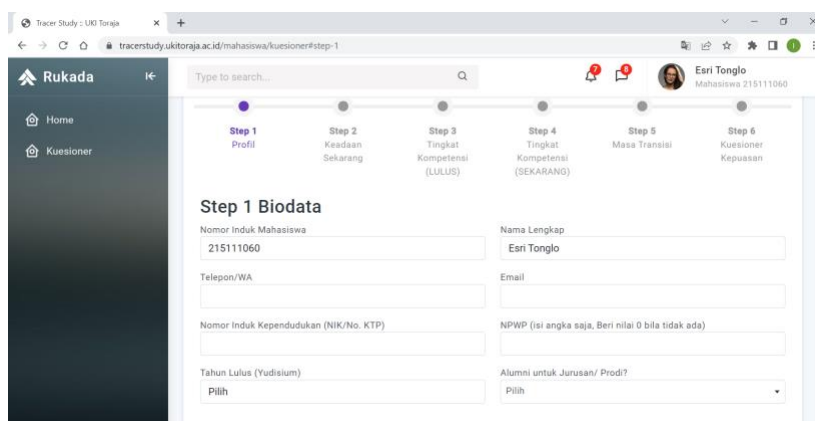 Tracer Study :: UKI Toraja
tracerstudy.ukitoraja.ac.id/mahasiswa/kuesioner#step-1
Rukada
Type to search...
7
8
Esri Tonglo
Mahasiswa 215111060
Home
Kuesioner
Step 1
Profil
Step 2
Keadaan
Sekarang
Step 3
Tingkat
Kompetensi
(LULUS)
Step 4
Tingkat
Kompetensi
(SEKARANG)
Step 5
Masa Transisi
Step 6
Kuesioner
Kepuasan
Step 1 Biodata
Nomor Induk Mahasiswa
215111060
Nama Lengkap
Esri Tonglo
Telepon/WA
Email
Nomor Induk Kependudukan (NIK/No. KTP)
NPWP (isi angka saja, Beri nilai 0 bila tidak ada)
Tahun Lulus (Yudisium)
Pilih
Alumni untuk Jurusan/ Prodi?
Pilih